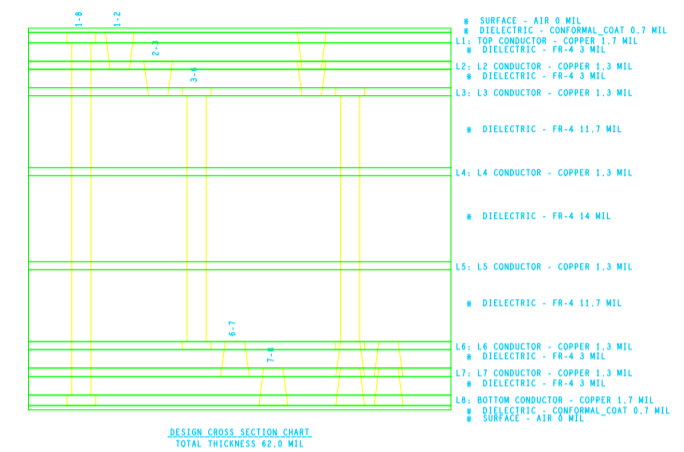 1-8
1-2
2-3
3-6
* SURFACE - AIR 0 MIL
* DIELECTRIC - CONFORMAL_COAT 0.7 MIL
L1: TOP CONDUCTOR - COPPER 1.7 MIL
* DIELECTRIC - FR-4 3 MIL
L2: L2 CONDUCTOR - COPPER 1.3 MIL
* DIELECTRIC - FR-4 3 MIL
L3: L3 CONDUCTOR - COPPER 1.3 MIL
* DIELECTRIC - FR-4 11.7 MIL
L4: L4 CONDUCTOR - COPPER 1.3 MIL
* DIELECTRIC - FR-4 14 MIL
L5: L5 CONDUCTOR - COPPER 1.3 MIL
* DIELECTRIC - FR-4 11.7 MIL
6-7
7-8
L6: L6 CONDUCTOR - COPPER 1.3 MIL
* DIELECTRIC - FR-4 3 MIL
L7: L7 CONDUCTOR - COPPER 1.3 MIL
* DIELECTRIC - FR-4 3 MIL
L8: BOTTOM CONDUCTOR - COPPER 1.7 MIL
* DIELECTRIC - CONFORMAL_COAT 0.7 MIL
* SURFACE - AIR 0 MIL
DESIGN CROSS SECTION CHART
TOTAL THICKNESS 62.0 MIL